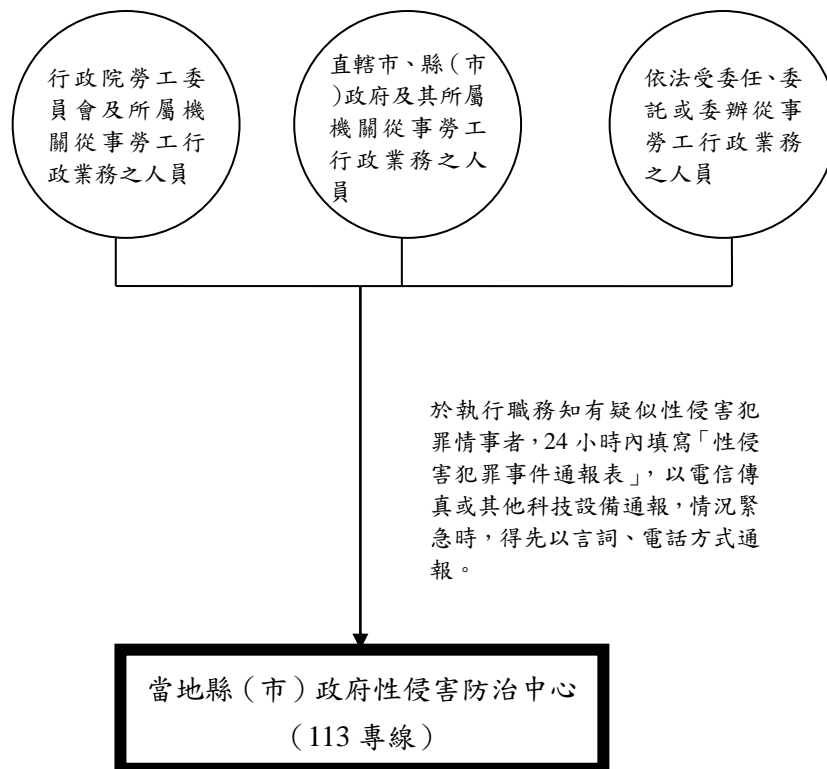 行政院勞工委
員會及所屬機
關從事勞工行
政業務之人員
直轄市、縣(市
)政府及其所屬
機關從事勞工
行政業務之人
員
依法受委任、委
託或委辦從事
勞工行政業務
之人員
於執行職務知有疑似性侵害犯
罪情事者,24 小時內填寫「性侵
害犯罪事件通報表」,以電信傳
真或其他科技設備通報,情況緊
急時,得先以言詞、電話方式通
報。
當地縣(市)政府性侵害防治中心
(113 專線)